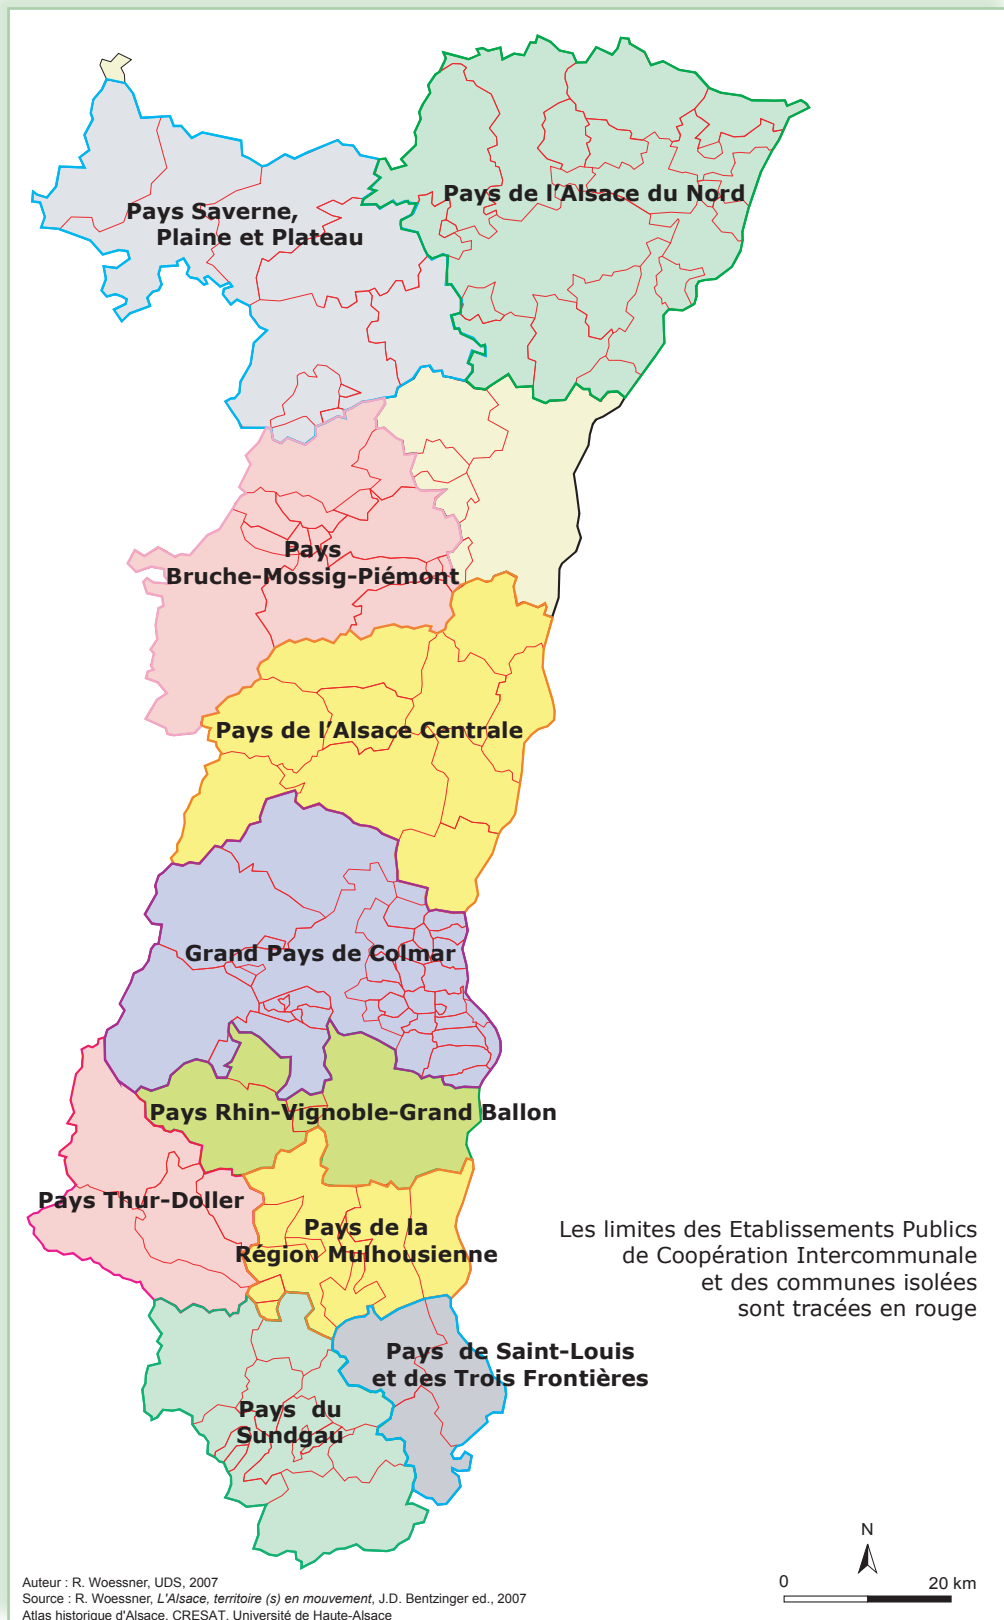 Pays de l'Alsace du Nord
Pays Saverne,
Plaine et Plateau
Pays
Bruche-Mossig-Piémont
Pays de l'Alsace Centrale
Grand Pays de Colmar
Pays Rhin-Vignoble-Grand Ballon
Pays Thur-Doller
Pays de la
Région Mulhousienne
Les limites des Etablissements Publics
de Coopération Intercommunale
et des communes isolées
sont tracées en rouge
Pays de Saint-Louis
et des Trois Frontières
Pays du
Sundgau
N
0 20 km
Auteur : R. Woessner, UDS, 2007
Source : R. Woessner, L'Alsace, territoire (s) en mouvement, J.D. Bentzinger ed., 2007
Atlas historique d'Alsace, CRESAT, Université de Haute-Alsace